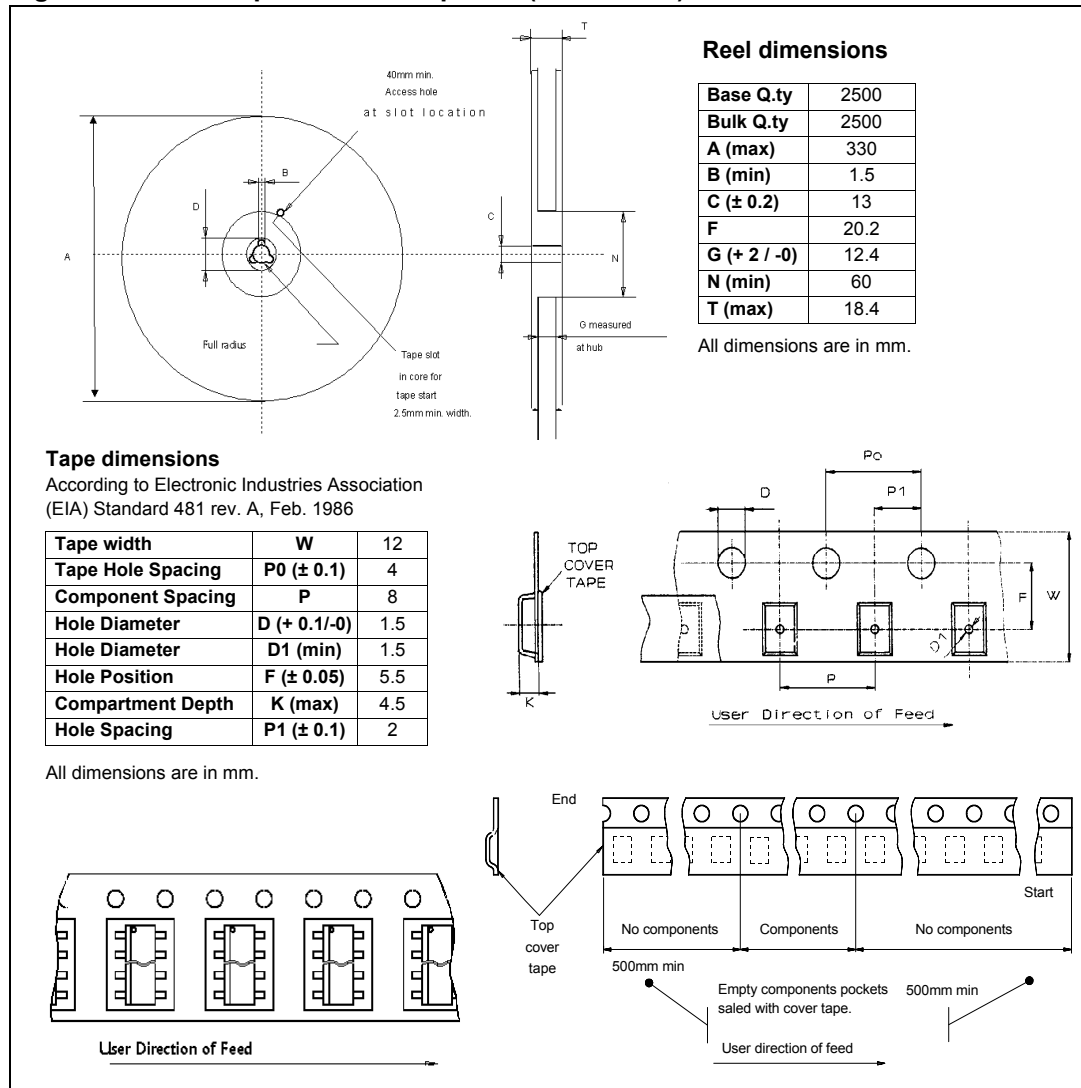 T
Reel dimensions
40mm min.
Access hole
at slot location
B
D
C
A
N
Full radius
Tape slot
in core for
tape start
2.5mm min. width.
G measured
at hub
Base Q.ty 2500
Bulk Q.ty 2500
A (max) 330
B (min) 1.5
C (± 0.2) 13
F 20.2
G (+ 2 / -0) 12.4
N (min) 60
T (max) 18.4
All dimensions are in mm.
Tape dimensions
According to Electronic Industries Association
(EIA) Standard 481 rev. A, Feb. 1986
Tape width W 12
Tape Hole Spacing P0 (± 0.1) 4
Component Spacing P 8
Hole Diameter D (+ 0.1/-0) 1.5
Hole Diameter D1 (min) 1.5
Hole Position F (± 0.05) 5.5
Compartment Depth K (max) 4.5
Hole Spacing P1 (± 0.1) 2
All dimensions are in mm.
Po
D
P1
TOP
COVER
TAPE
F
W
D1
P
K
User Direction of Feed
End
Start
Top
cover
tape
No components
Components
No components
500mm min
Empty components pockets
saled with cover tape.
500mm min
User direction of feed
User Direction of Feed